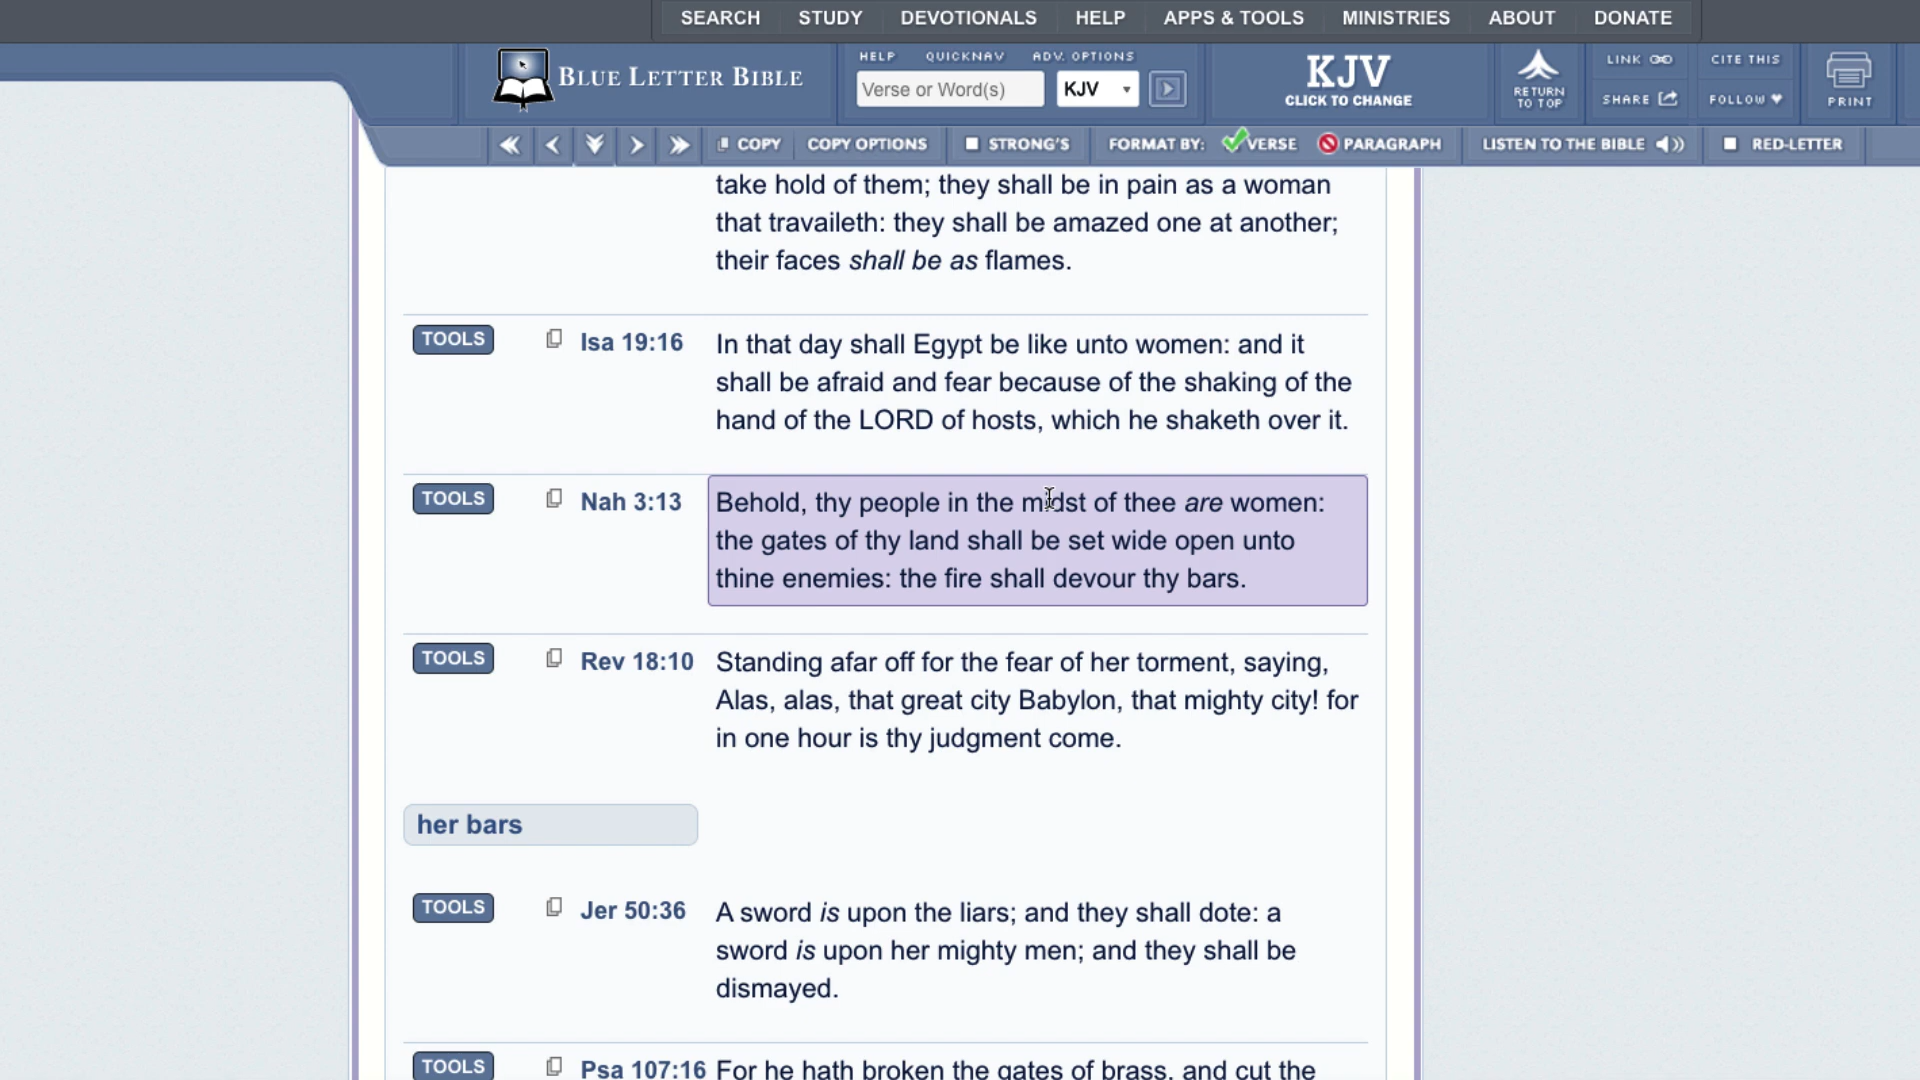 SEARCH STUDY DEVOTIONALS HELP APPS & TOOLS MINISTRIES ABOUT DONATE
BLUE LETTER BIBLE
HELP QUICKNAV ADV. OPTIONS
Verse or Word(s) KJV
KJV
CLICK TO CHANGE
RETURN
TO TOP
LINK
SHARE
CITE THIS
FOLLOW
PRINT
COPY COPY OPTIONS STRONG'S FORMAT BY: VERSE PARAGRAPH LISTEN TO THE BIBLE RED-LETTER
take hold of them; they shall be in pain as a woman
that travaileth: they shall be amazed one at another;
their faces shall be as flames.
TOOLS Isa 19:16 In that day shall Egypt be like unto women: and it
shall be afraid and fear because of the shaking of the
hand of the LORD of hosts, which he shaketh over it.
TOOLS Nah 3:13 Behold, thy people in the midst of thee are women:
the gates of thy land shall be set wide open unto
thine enemies: the fire shall devour thy bars.
TOOLS Rev 18:10 Standing afar off for the fear of her torment, saying,
Alas, alas, that great city Babylon, that mighty city! for
in one hour is thy judgment come.
her bars
TOOLS Jer 50:36 A sword is upon the liars; and they shall dote: a
sword is upon her mighty men; and they shall be
dismayed.
TOOLS Psa 107:16 For he hath broken the gates of brass, and cut the